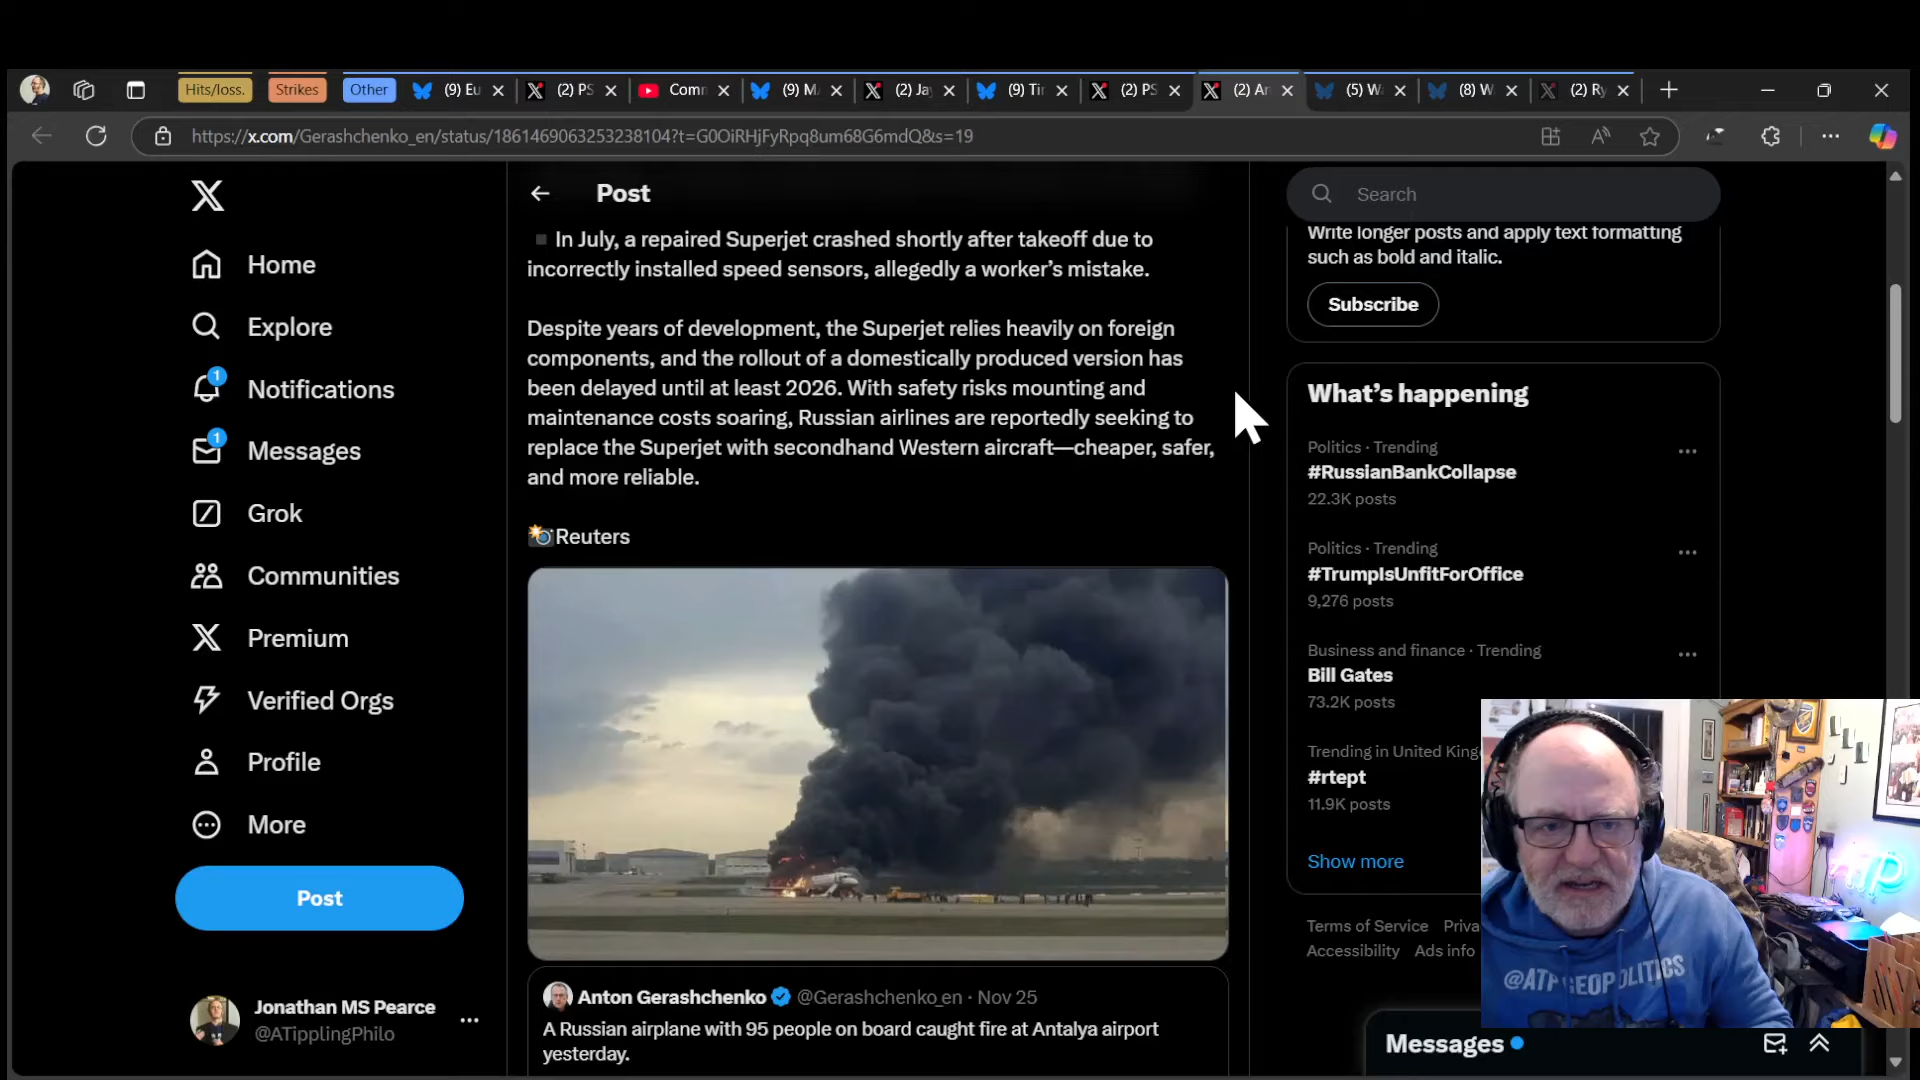 Hits/loss.
Strikes
Other
(9) Eu
(2) PS
Comm
(9) M
(2) Ja
(9) Tin
(2) PS
(2) An
(5) W
(8) W
(2) Ry
https://x.com/Gerashchenko_en/status/1861469063253238104?t=G0OiRHjFyRpq8um68G6mdQ&s=19
Home
Explore
1
Notifications
1
Messages
Grok
Communities
Premium
Verified Orgs
Profile
More
Post
Jonathan MS Pearce
@ATipplingPhilo
Post
In July, a repaired Superjet crashed shortly after takeoff due to
incorrectly installed speed sensors, allegedly a worker’s mistake.
Despite years of development, the Superjet relies heavily on foreign
components, and the rollout of a domestically produced version has
been delayed until at least 2026. With safety risks mounting and
maintenance costs soaring, Russian airlines are reportedly seeking to
replace the Superjet with secondhand Western aircraft—cheaper, safer,
and more reliable.
Reuters
Anton Gerashchenko @Gerashchenko_en · Nov 25
A Russian airplane with 95 people on board caught fire at Antalya airport
yesterday.
Search
Write longer posts and apply text formatting
such as bold and italic.
Subscribe
What’s happening
Politics · Trending
#RussianBankCollapse
22.3K posts
Politics · Trending
#TrumpIsUnfitForOffice
9,276 posts
Business and finance · Trending
Bill Gates
73.2K posts
Trending in United King
#rtept
11.9K posts
Show more
Terms of Service Priva
Accessibility Ads info
@ATPGEOPOLITICS
Messages